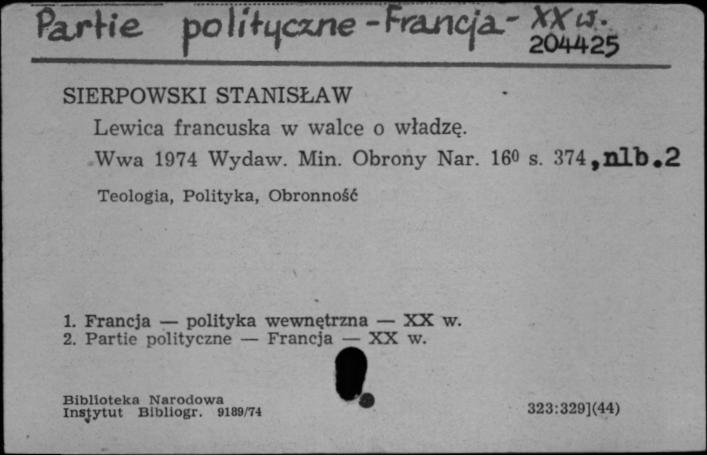 Partie polityczne - Francja - XX w.
204425
SIERPOWSKI STANISŁAW
Lewica francuska w walce o władzę.
Wwa 1974 Wydaw. Min. Obrony Nar. 16⁰ s. 374, nlb. 2
Teologia, Polityka, Obronność
1. Francja — polityka wewnętrzna — XX w.
2. Partie polityczne — Francja — XX w.
Biblioteka Narodowa
Instytut Bibliogr. 9189/74
323:329](44)